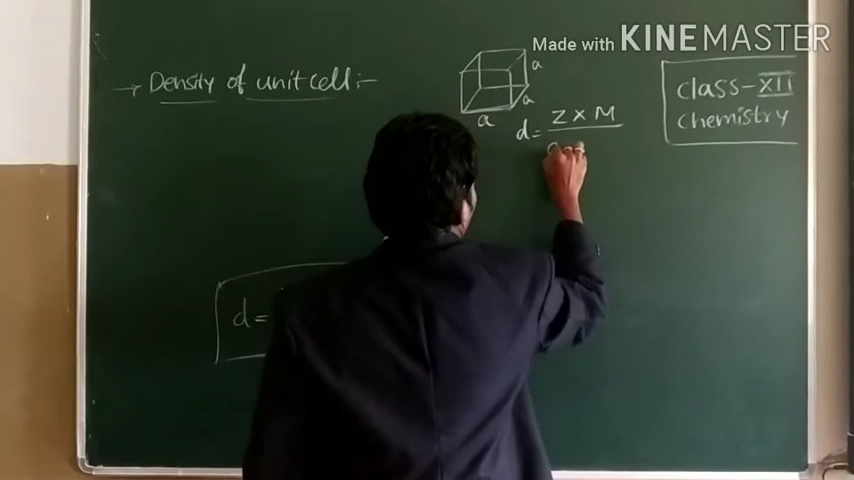 Made with KINEMASTER
→ Density of unit cell :-
a
a
a
d = Z × M
class - XII
Chemistry
d =